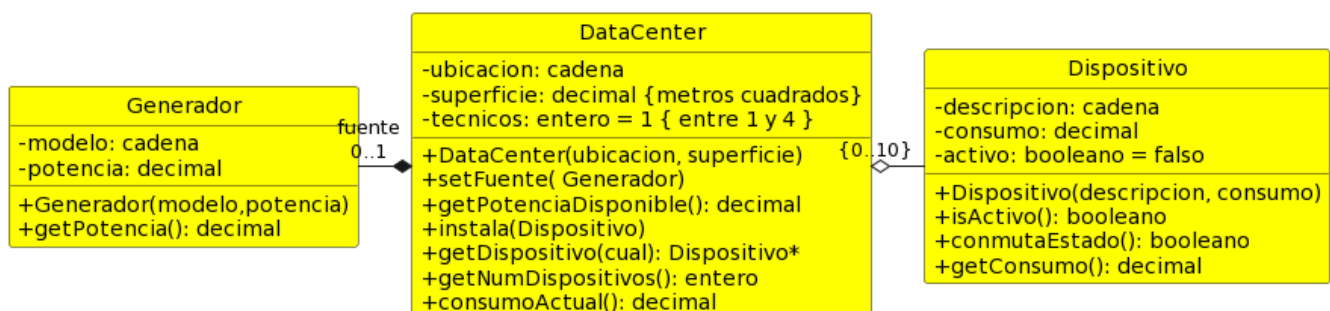 Generador
-modelo: cadena
-potencia: decimal
+Generador(modelo,potencia)
+getPotencia(): decimal
fuente
0..1
DataCenter
-ubicacion: cadena
-superficie: decimal {metros cuadrados}
-tecnicos: entero = 1 { entre 1 y 4 }
+DataCenter(ubicacion, superficie)
+setFuente( Generador)
+getPotenciaDisponible(): decimal
+instala(Dispositivo)
+getDispositivo(cual): Dispositivo*
+getNumDispositivos(): entero
+consumoActual(): decimal
{0..10}
Dispositivo
-descripcion: cadena
-consumo: decimal
-activo: booleano = falso
+Dispositivo(descripcion, consumo)
+isActivo(): booleano
+conmutaEstado(): booleano
+getConsumo(): decimal